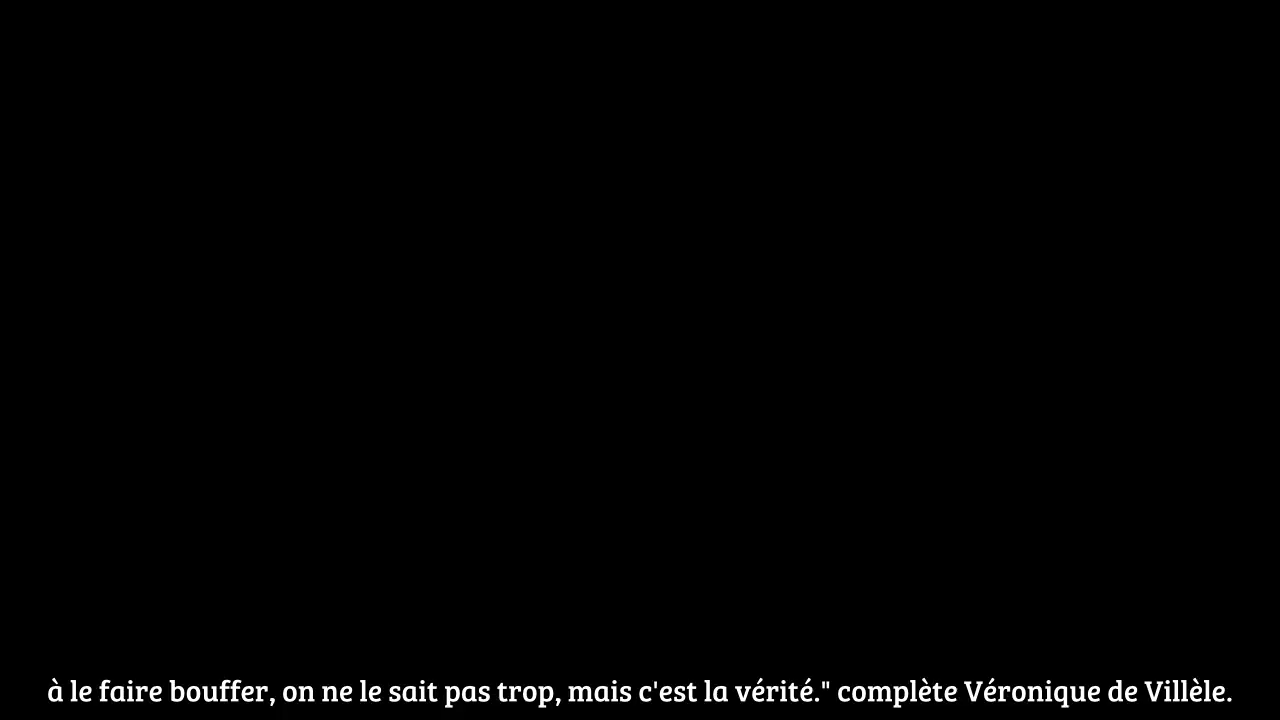 à le faire bouffer, on ne le sait pas trop, mais c'est la vérité." complète Véronique de Villèle.